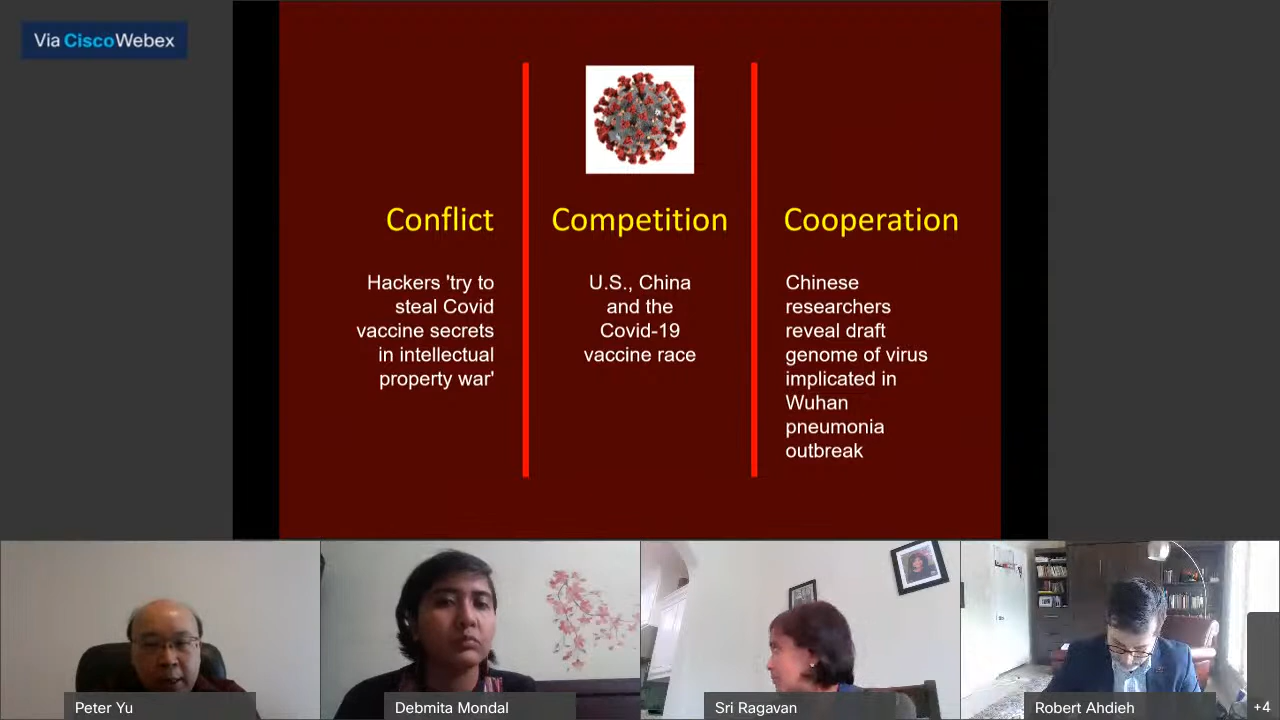 Via CiscoWebex
Conflict
Hackers 'try to
steal Covid
vaccine secrets
in intellectual
property war'
Competition
U.S., China
and the
Covid-19
vaccine race
Cooperation
Chinese
researchers
reveal draft
genome of virus
implicated in
Wuhan
pneumonia
outbreak
Peter Yu
Debmita Mondal
Sri Ragavan
Robert Ahdieh
+4